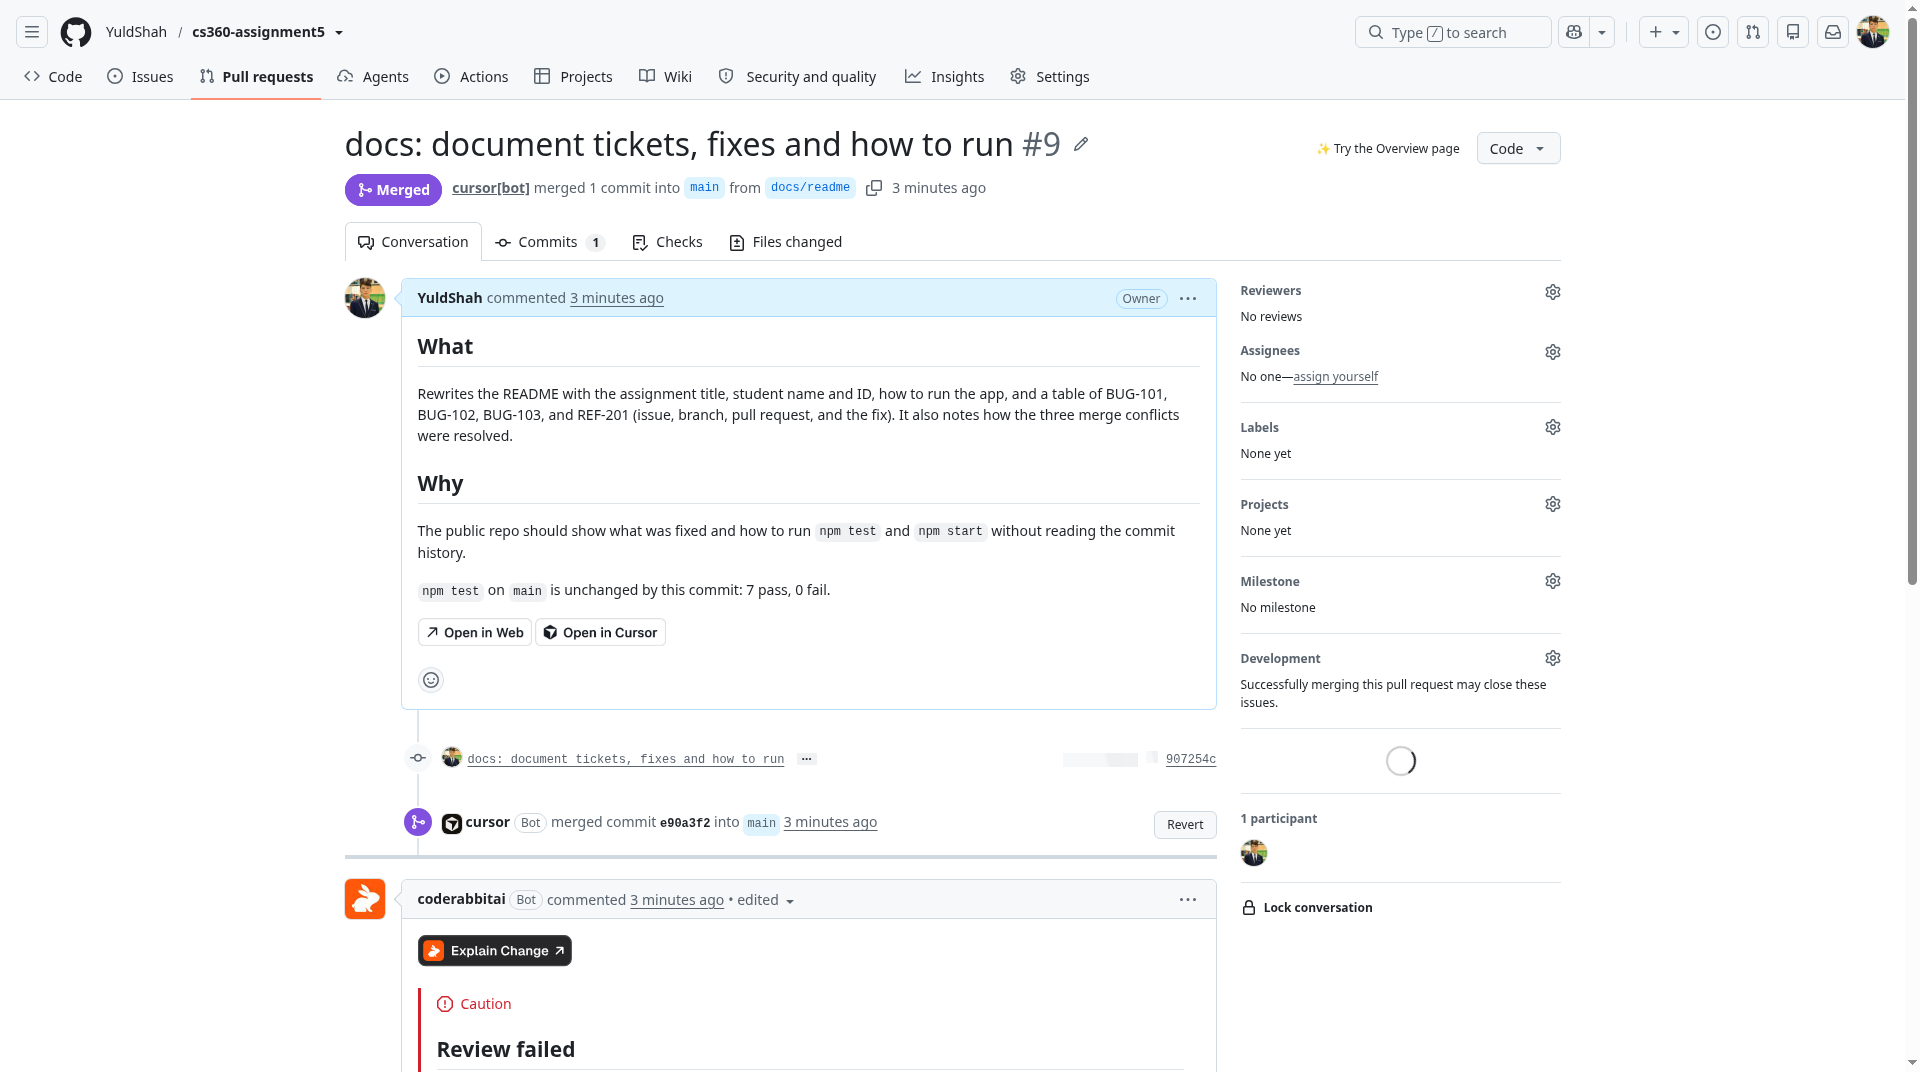 YuldShah / cs360-assignment5
Type / to search
Code
Issues
Pull requests
Agents
Actions
Projects
Wiki
Security and quality
Insights
Settings
docs: document tickets, fixes and how to run #9
✨ Try the Overview page
Code
Merged
cursor[bot] merged 1 commit into main from docs/readme 3 minutes ago
Conversation
Commits 1
Checks
Files changed
YuldShah commented 3 minutes ago
Owner
What
Rewrites the README with the assignment title, student name and ID, how to run the app, and a table of BUG-101,
BUG-102, BUG-103, and REF-201 (issue, branch, pull request, and the fix). It also notes how the three merge conflicts
were resolved.
Why
The public repo should show what was fixed and how to run npm test and npm start without reading the commit
history.
npm test on main is unchanged by this commit: 7 pass, 0 fail.
Open in Web
Open in Cursor
docs: document tickets, fixes and how to run ...
907254c
cursor Bot merged commit e90a3f2 into main 3 minutes ago
Revert
coderabbitai Bot commented 3 minutes ago • edited
Explain Change
Caution
Review failed
Reviewers
No reviews
Assignees
No one—assign yourself
Labels
None yet
Projects
None yet
Milestone
No milestone
Development
Successfully merging this pull request may close these
issues.
1 participant
Lock conversation